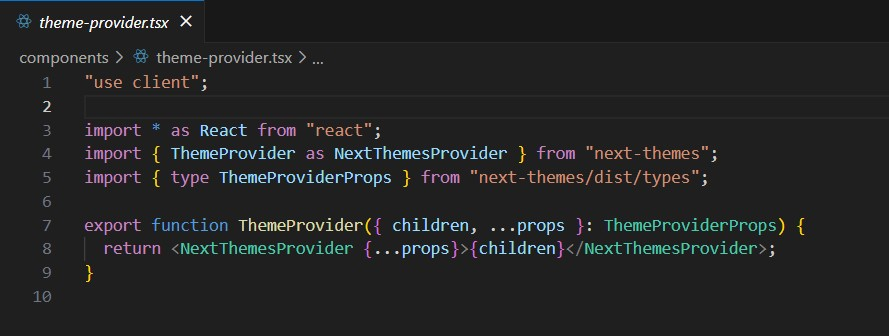 theme-provider.tsx ×
components > theme-provider.tsx > ...
1 "use client";
2
3 import * as React from "react";
4 import { ThemeProvider as NextThemesProvider } from "next-themes";
5 import { type ThemeProviderProps } from "next-themes/dist/types";
6
7 export function ThemeProvider({ children, ...props }: ThemeProviderProps) {
8   return <NextThemesProvider {...props}>{children}</NextThemesProvider>;
9 }
10